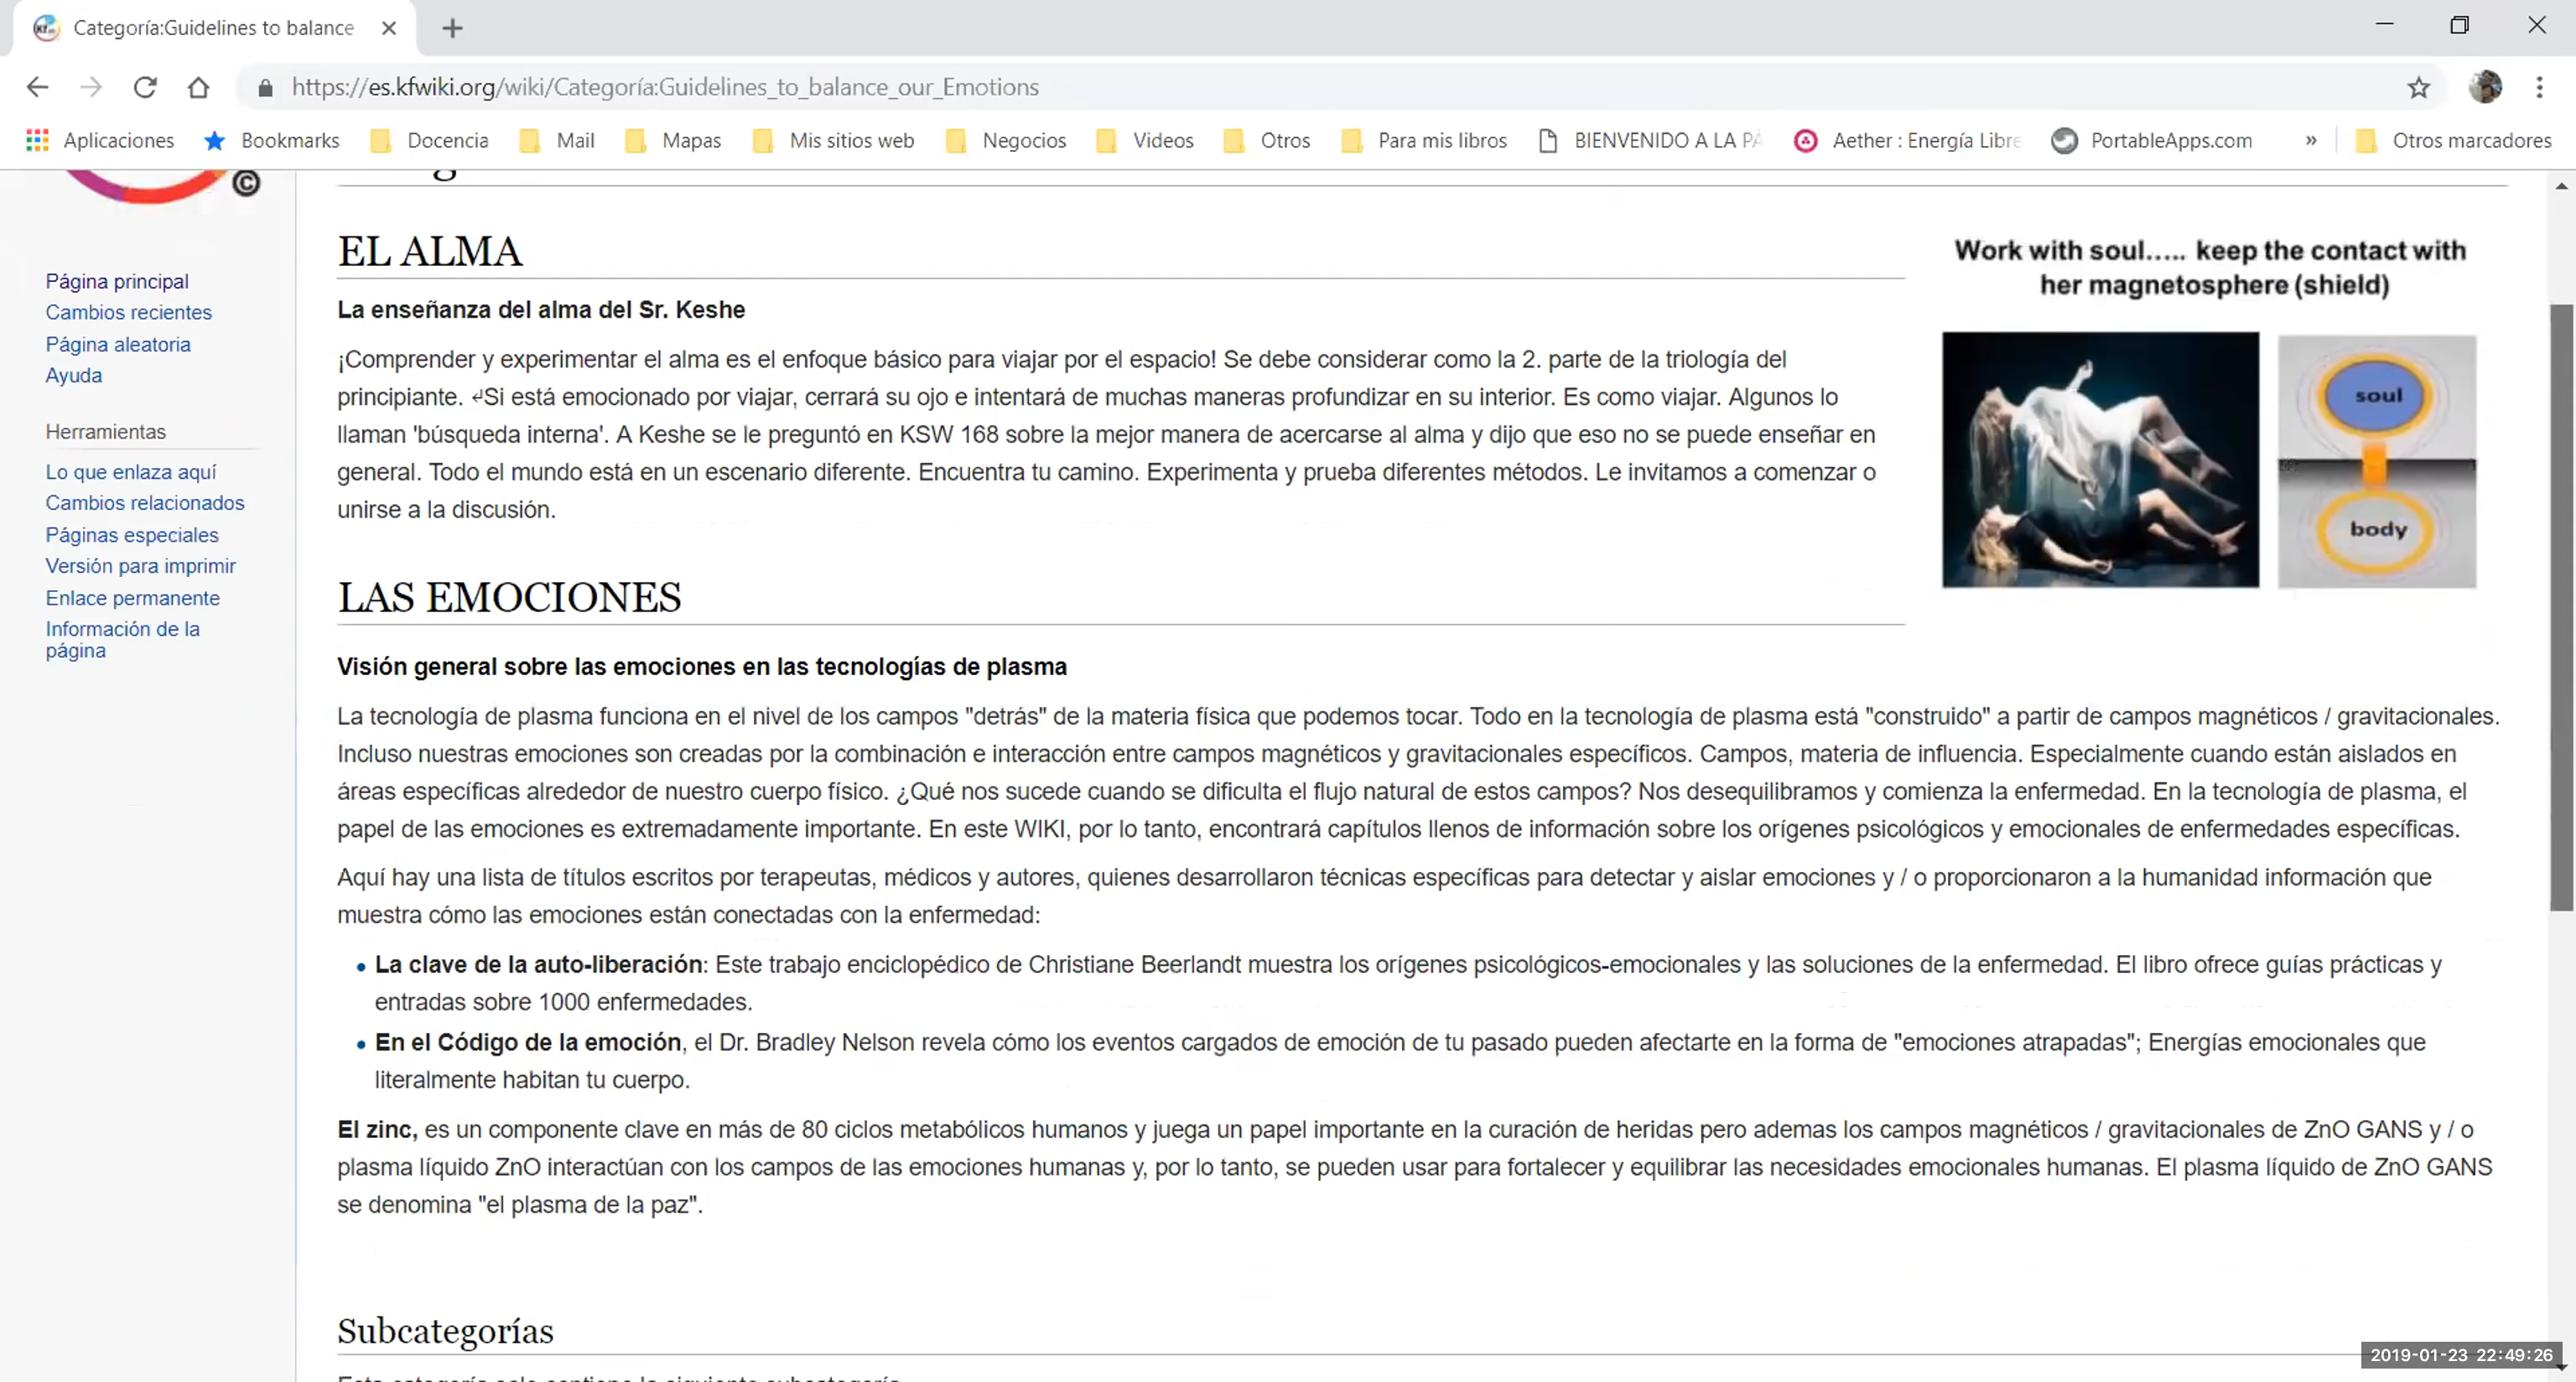 Categoría:Guidelines to balance
https://es.kfwiki.org/wiki/Categoría:Guidelines_to_balance_our_Emotions
Aplicaciones Bookmarks Docencia Mail Mapas Mis sitios web Negocios Videos Otros Para mis libros BIENVENIDO A LA PÁ Aether : Energía Libre PortableApps.com » Otros marcadores
©
Página principal
Cambios recientes
Página aleatoria
Ayuda
Herramientas
Lo que enlaza aquí
Cambios relacionados
Páginas especiales
Versión para imprimir
Enlace permanente
Información de la
página
EL ALMA
La enseñanza del alma del Sr. Keshe
¡Comprender y experimentar el alma es el enfoque básico para viajar por el espacio! Se debe considerar como la 2. parte de la triología del
principiante. ↲Si está emocionado por viajar, cerrará su ojo e intentará de muchas maneras profundizar en su interior. Es como viajar. Algunos lo
llaman 'búsqueda interna'. A Keshe se le preguntó en KSW 168 sobre la mejor manera de acercarse al alma y dijo que eso no se puede enseñar en
general. Todo el mundo está en un escenario diferente. Encuentra tu camino. Experimenta y prueba diferentes métodos. Le invitamos a comenzar o
unirse a la discusión.
Work with soul..... keep the contact with
her magnetosphere (shield)
soul
body
LAS EMOCIONES
Visión general sobre las emociones en las tecnologías de plasma
La tecnología de plasma funciona en el nivel de los campos "detrás" de la materia física que podemos tocar. Todo en la tecnología de plasma está "construido" a partir de campos magnéticos / gravitacionales.
Incluso nuestras emociones son creadas por la combinación e interacción entre campos magnéticos y gravitacionales específicos. Campos, materia de influencia. Especialmente cuando están aislados en
áreas específicas alrededor de nuestro cuerpo físico. ¿Qué nos sucede cuando se dificulta el flujo natural de estos campos? Nos desequilibramos y comienza la enfermedad. En la tecnología de plasma, el
papel de las emociones es extremadamente importante. En este WIKI, por lo tanto, encontrará capítulos llenos de información sobre los orígenes psicológicos y emocionales de enfermedades específicas.
Aquí hay una lista de títulos escritos por terapeutas, médicos y autores, quienes desarrollaron técnicas específicas para detectar y aislar emociones y / o proporcionaron a la humanidad información que
muestra cómo las emociones están conectadas con la enfermedad:
• La clave de la auto-liberación: Este trabajo enciclopédico de Christiane Beerlandt muestra los orígenes psicológicos-emocionales y las soluciones de la enfermedad. El libro ofrece guías prácticas y
entradas sobre 1000 enfermedades.
• En el Código de la emoción, el Dr. Bradley Nelson revela cómo los eventos cargados de emoción de tu pasado pueden afectarte en la forma de "emociones atrapadas"; Energías emocionales que
literalmente habitan tu cuerpo.
El zinc, es un componente clave en más de 80 ciclos metabólicos humanos y juega un papel importante en la curación de heridas pero ademas los campos magnéticos / gravitacionales de ZnO GANS y / o
plasma líquido ZnO interactúan con los campos de las emociones humanas y, por lo tanto, se pueden usar para fortalecer y equilibrar las necesidades emocionales humanas. El plasma líquido de ZnO GANS
se denomina "el plasma de la paz".
Subcategorías
2019-01-23 22:49:26